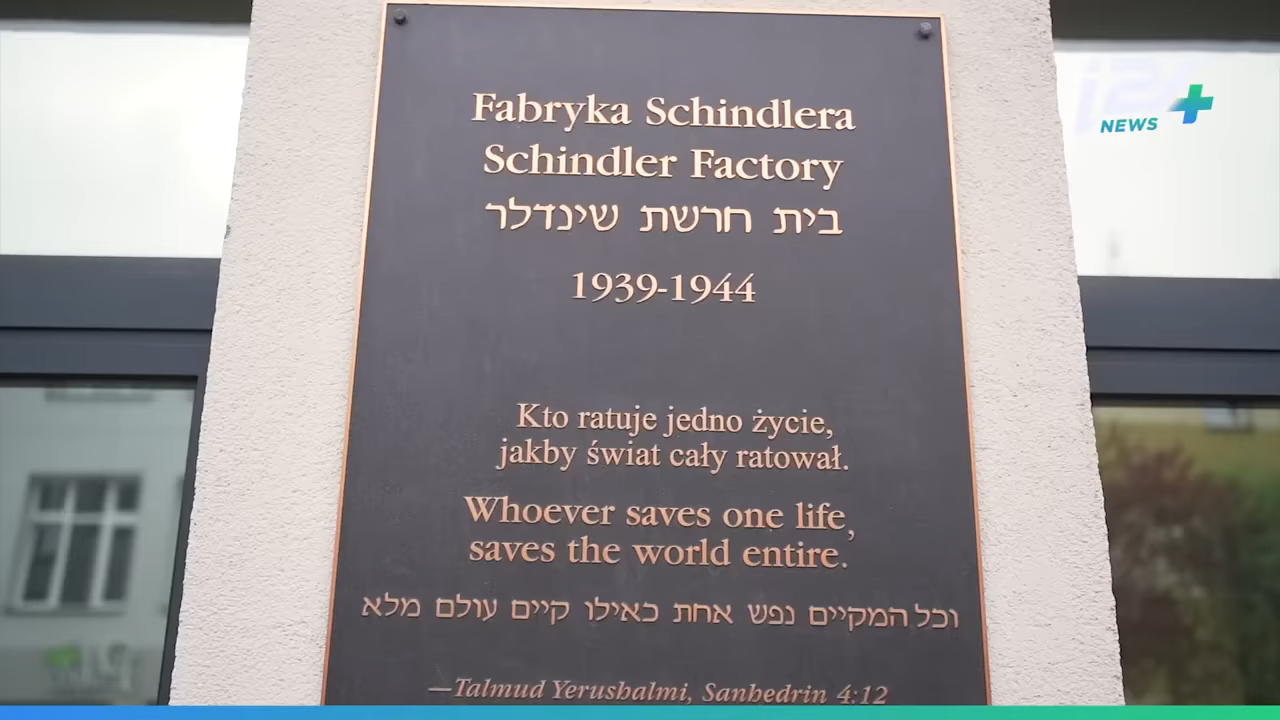 Fabryka Schindlera
Schindler Factory
בית חרשת שינדלר
1939-1944
Kto ratuje jedno życie,
jakby świat cały ratował.
Whoever saves one life,
saves the world entire.
וכל המקיים נפש אחת כאילו קיים עולם מלא
—Talmud Yerushalmi, Sanhedrin 4:12
i24
NEWS